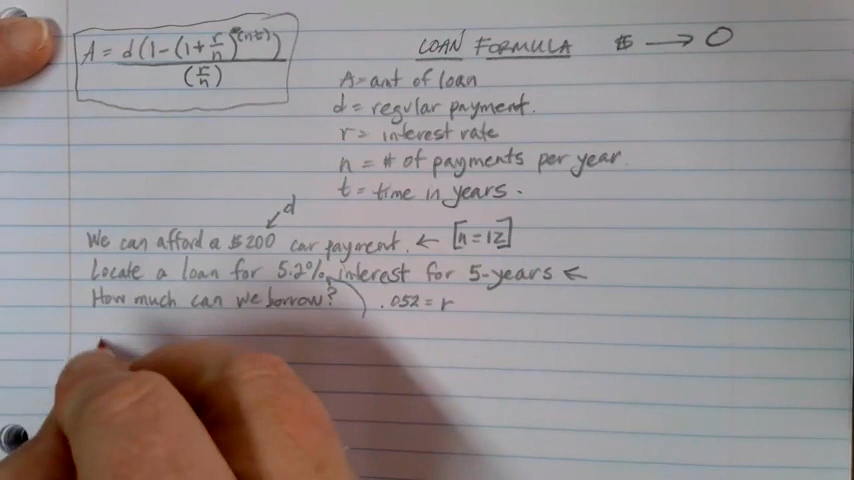 A = d(1-(1+r/n)^-(nt))/(r/n)
LOAN FORMULA $ → 0
A = amt of loan
d = regular payment.
r = interest rate
n = # of payments per year.
t = time in years.
d
We can afford a $200 car payment. ← [n=12]
Locate a loan for 5.2% interest for 5-years ←
How much can we borrow? .052 = r